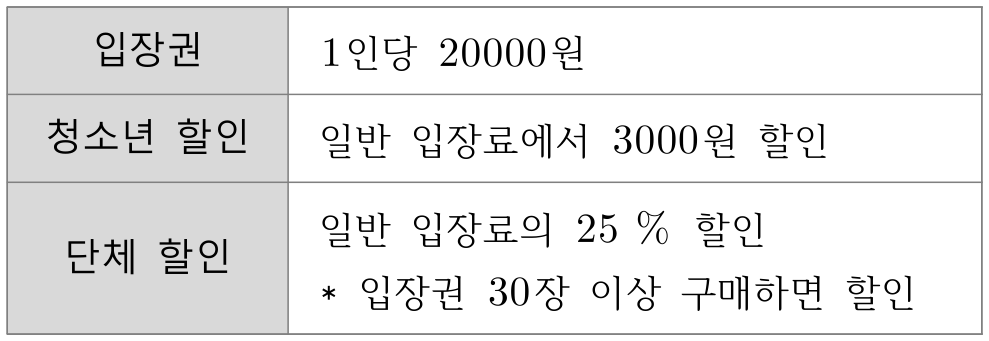 입장권
1인당 20000원
청소년 할인
일반 입장료에서 3000원 할인
단체 할인
일반 입장료의 25 % 할인
* 입장권 30장 이상 구매하면 할인